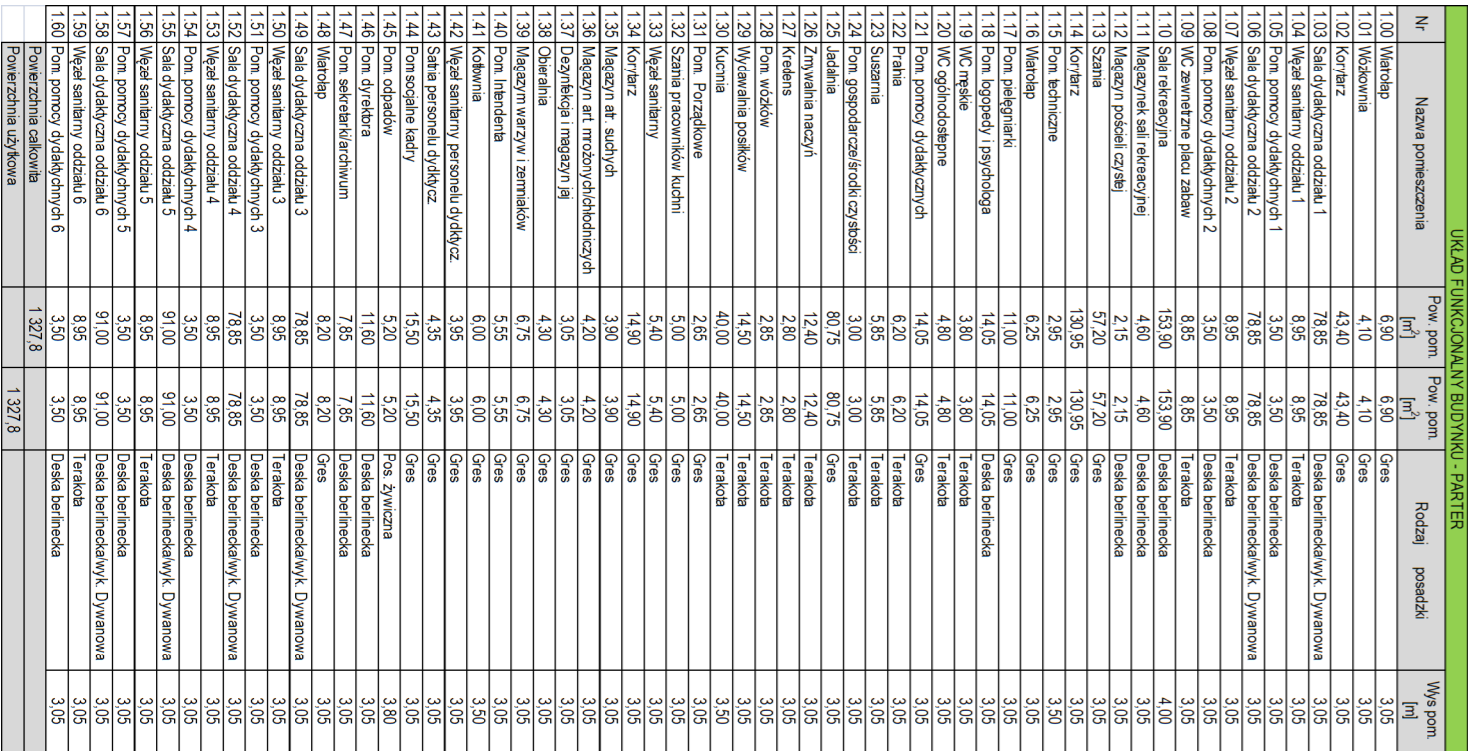 UKŁAD FUNKCJONALNY BUDYNKU - PARTER
Nr Nazwa pomieszczenia Pow. pom. [m²] Pow. pom. [m²] Rodzaj posadzki Wys pom. [m]
1.00 Wiatrołap 6,90 6,90 Gres 3,05
1.01 Wózkownia 4,10 4,10 Gres 3,05
1.02 Korytarz 43,40 43,40 Gres 3,05
1.03 Sala dydaktyczna oddziału 1 78,85 78,85 Deska berlinecka/wyk. Dywanowa 3,05
1.04 Węzeł sanitarny oddziału 1 8,95 8,95 Terakota 3,05
1.05 Pom. pomocy dydaktychnych 1 3,50 3,50 Deska berlinecka 3,05
1.06 Sala dydaktyczna oddziału 2 78,85 78,85 Deska berlinecka/wyk. Dywanowa 3,05
1.07 Węzeł sanitarny oddziału 2 8,95 8,95 Terakota 3,05
1.08 Pom. pomocy dydaktychnych 2 3,50 3,50 Deska berlinecka 3,05
1.09 WC zewnetrzne placu zabaw 8,85 8,85 Terakota 3,05
1.10 Sala rekreacyjna 153,90 153,90 Deska berlinecka 4,00
1.11 Magazynek sali rekreacyjnej 4,60 4,60 Deska berlinecka 3,05
1.12 Magazyn pościeli czystej 2,15 2,15 Deska berlinecka 3,05
1.13 Szatnia 57,20 57,20 Gres 3,05
1.14 Korytarz 130,95 130,95 Gres 3,05
1.15 Pom. techniczne 2,95 2,95 Gres 3,50
1.16 Wiatrołap 6,25 6,25 Gres 3,05
1.17 Pom. pielęgniarki 11,00 11,00 Gres 3,05
1.18 Pom. logopedy i psychologa 14,05 14,05 Deska berlinecka 3,05
1.19 WC męskie 3,80 3,80 Terakota 3,05
1.20 WC ogólnodostępne 4,80 4,80 Terakota 3,05
1.21 Pom. pomocy dydaktycznych 14,05 14,05 Gres 3,05
1.22 Pralnia 6,20 6,20 Gres 3,05
1.23 Suszarnia 5,85 5,85 Terakota 3,05
1.24 Pom. gospodarcze/środki czystości 3,00 3,00 Terakota 3,05
1.25 Jadalnia 80,75 80,75 Gres 3,05
1.26 Zmywalnia naczyń 12,40 12,40 Terakota 3,05
1.27 Kredens 2,80 2,80 Terakota 3,05
1.28 Pom. wózków 2,85 2,85 Terakota 3,05
1.29 Wydawalnia posiłków 14,50 14,50 Terakota 3,05
1.30 Kuchnia 40,00 40,00 Terakota 3,50
1.31 Pom. Porządkowe 2,65 2,65 Gres 3,05
1.32 Szatnia pracowników kuchni 5,00 5,00 Gres 3,05
1.33 Węzeł sanitarny 5,40 5,40 Gres 3,05
1.34 Korytarz 14,90 14,90 Gres 3,05
1.35 Magazyn atr. suchych 3,90 3,90 Gres 3,05
1.36 Magazyn art. mrożonych/chłodniczych 4,20 4,20 Gres 3,05
1.37 Dezynfekcja i magazyn jaj 3,05 3,05 Gres 3,05
1.38 Obieralnia 4,30 4,30 Gres 3,05
1.39 Magazym warzyw i zemniaków 6,75 6,75 Gres 3,05
1.40 Pom. Intendenta 5,55 5,55 Gres 3,05
1.41 Kotłownia 6,00 6,00 Gres 3,50
1.42 Węzeł sanitarny personelu dydktycz. 3,95 3,95 Gres 3,05
1.43 Satnia personelu dydktycz. 4,35 4,35 Gres 3,05
1.44 Pom socjalne kadry 15,50 15,50 Gres 3,05
1.45 Pom. odpadów 5,20 5,20 Pos. żywiczna 3,80
1.46 Pom. dyrektora 11,60 11,60 Deska berlinecka 3,05
1.47 Pom. sekretarki/archiwum 7,85 7,85 Deska berlinecka 3,05
1.48 Wiatrołap 8,20 8,20 Gres 3,05
1.49 Sala dydaktyczna oddziału 3 78,85 78,85 Deska berlinecka/wyk. Dywanowa 3,05
1.50 Węzeł sanitarny oddziału 3 8,95 8,95 Terakota 3,05
1.51 Pom. pomocy dydaktychnych 3 3,50 3,50 Deska berlinecka 3,05
1.52 Sala dydaktyczna oddziału 4 78,85 78,85 Deska berlinecka/wyk. Dywanowa 3,05
1.53 Węzeł sanitarny oddziału 4 8,95 8,95 Terakota 3,05
1.54 Pom. pomocy dydaktychnych 4 3,50 3,50 Deska berlinecka 3,05
1.55 Sala dydaktyczna oddziału 5 91,00 91,00 Deska berlinecka/wyk. Dywanowa 3,05
1.56 Węzeł sanitarny oddziału 5 8,95 8,95 Terakota 3,05
1.57 Pom. pomocy dydaktychnych 5 3,50 3,50 Deska berlinecka 3,05
1.58 Sala dydaktyczna oddziału 6 91,00 91,00 Deska berlinecka/wyk. Dywanowa 3,05
1.59 Węzeł sanitarny oddziału 6 8,95 8,95 Terakota 3,05
1.60 Pom. pomocy dydaktychnych 6 3,50 3,50 Deska berlinecka 3,05
Powierzchnia całkowita 1 327,8
Powierzchnia użytkowa 1 327,8